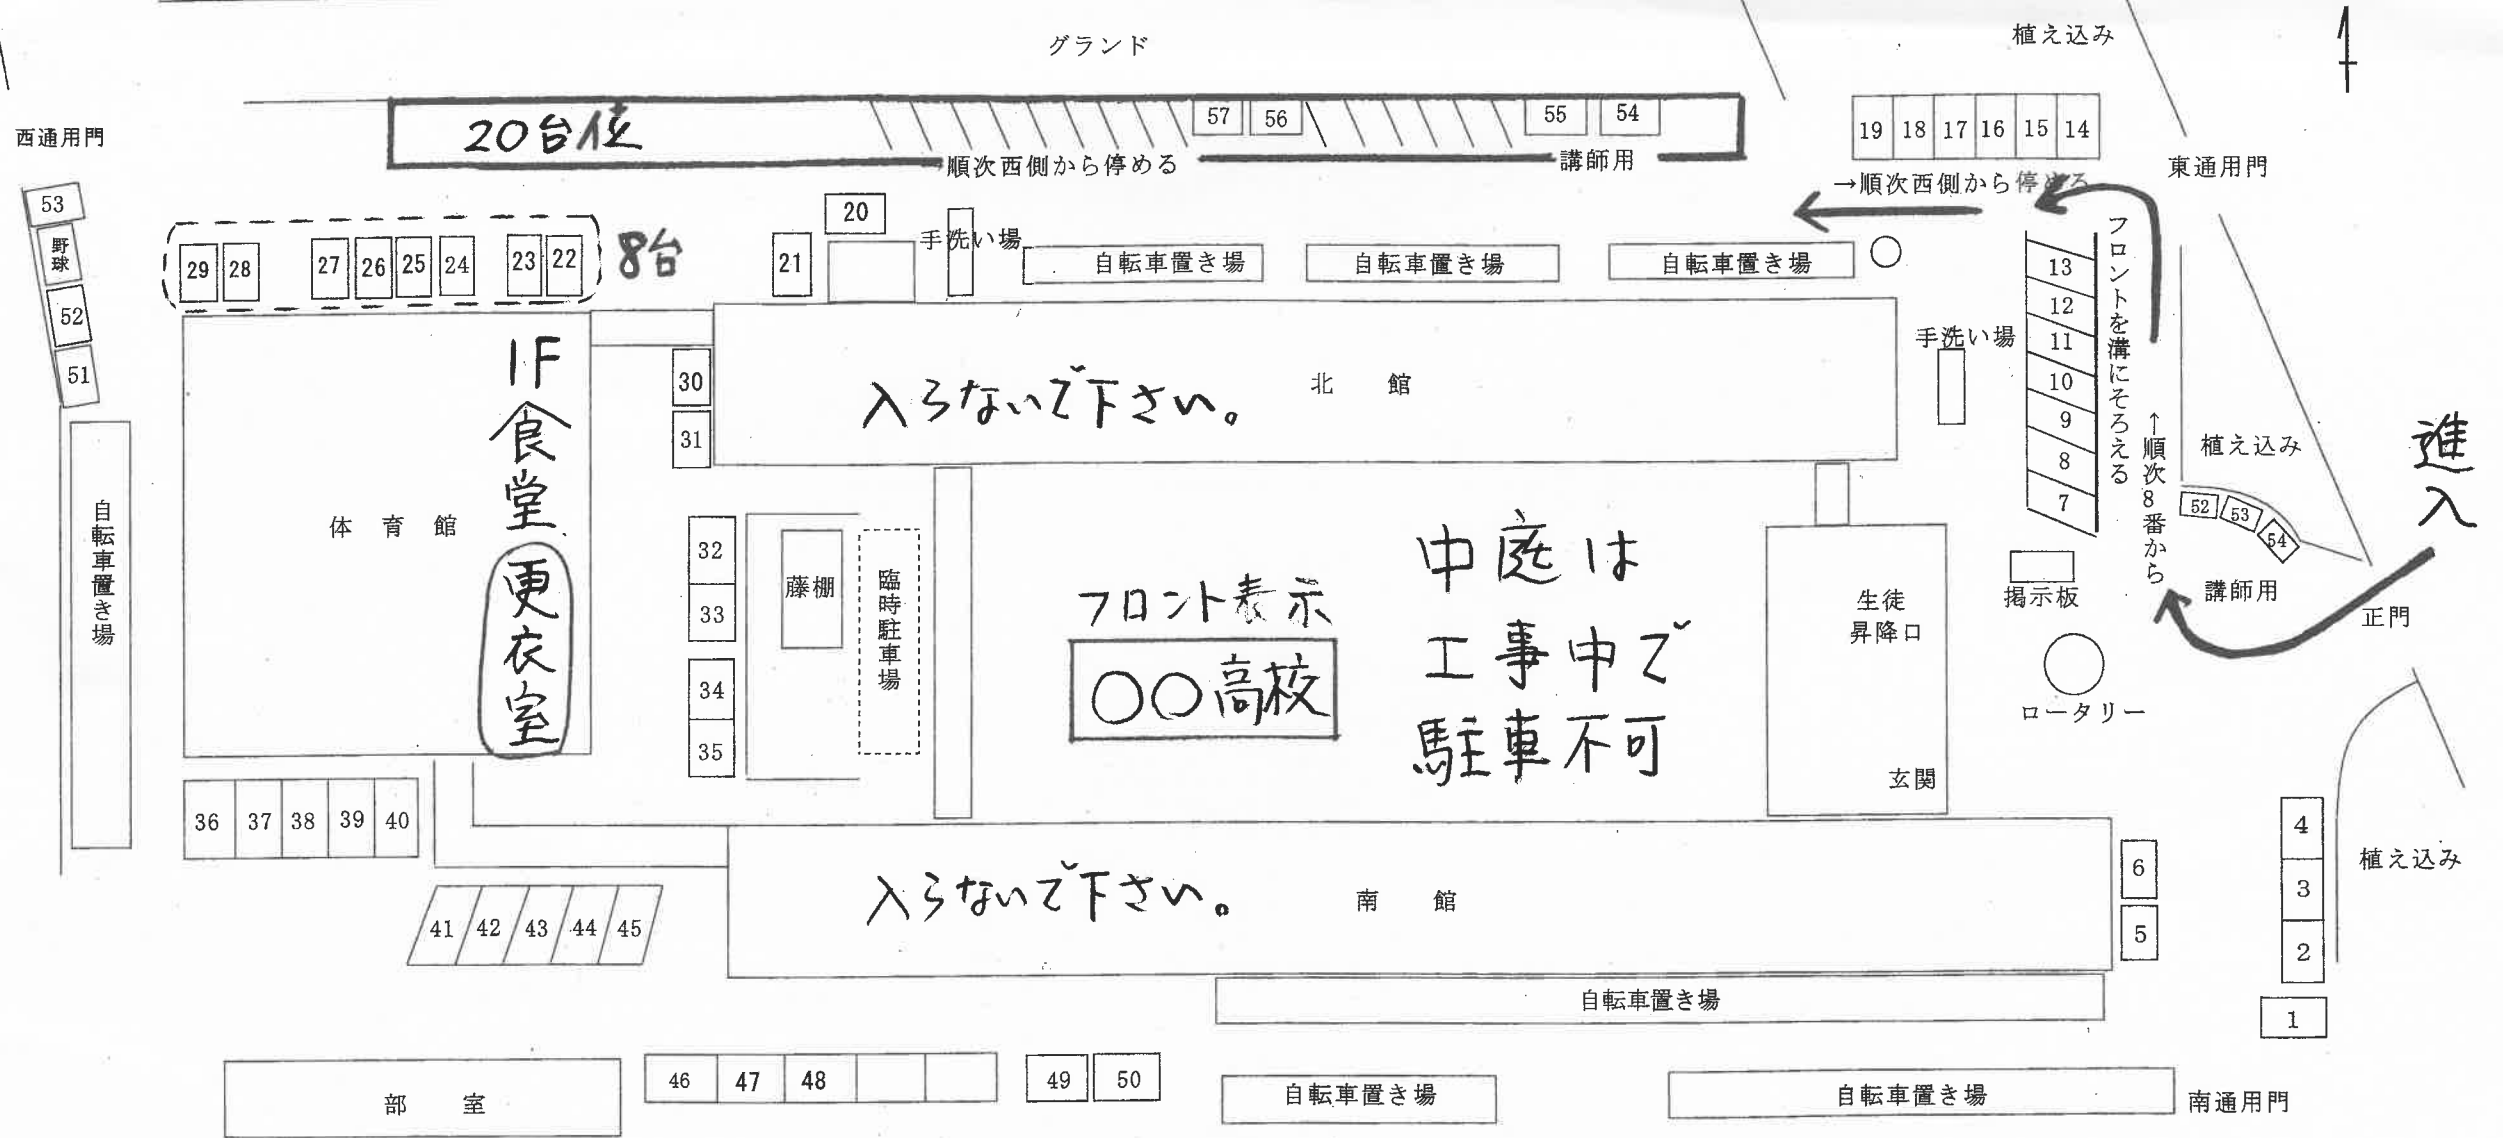 グランド
植え込み
西通用門
20台位
57
56
55
54
19
18
17
16
15
14
順次西側から停める
講師用
東通用門
→順次西側から停める
53
野球
52
51
29
28
27
26
25
24
23
22
8台
20
21
手洗い場
自転車置き場
自転車置き場
自転車置き場
13
12
11
10
9
8
7
フロントを溝にそろえる
←順次8番から
手洗い場
植え込み
52
53
54
講師用
進入
正門
掲示板
ロータリー
1F
食堂
更衣室
体育館
自転車置き場
30
31
入らないで下さい。
北館
32
33
34
35
藤棚
臨時駐車場
フロント表示
〇〇高校
中庭は
工事中で
駐車不可
生徒
昇降口
玄関
36
37
38
39
40
41
42
43
44
45
入らないで下さい。
南館
6
5
4
3
2
1
植え込み
自転車置き場
部室
46
47
48
49
50
自転車置き場
自転車置き場
南通用門